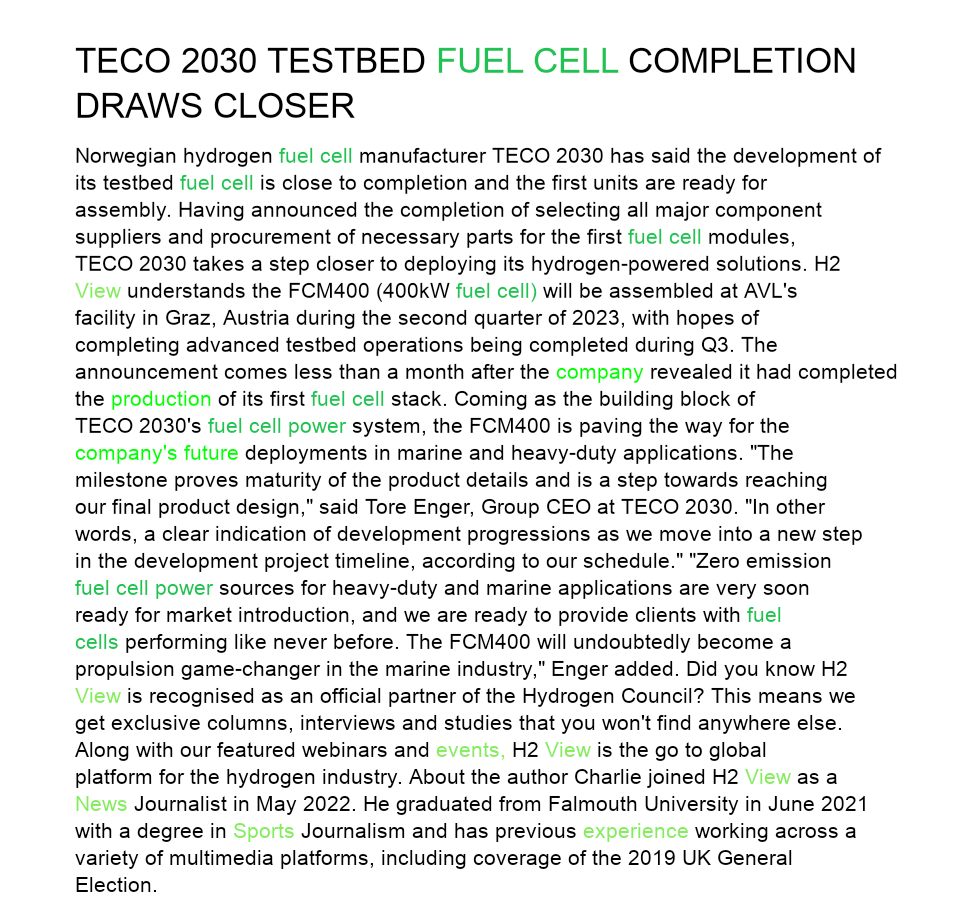 TECO 2030 TESTBED FUEL CELL COMPLETION
DRAWS CLOSER
Norwegian hydrogen fuel cell manufacturer TECO 2030 has said the development of
its testbed fuel cell is close to completion and the first units are ready for
assembly. Having announced the completion of selecting all major component
suppliers and procurement of necessary parts for the first fuel cell modules,
TECO 2030 takes a step closer to deploying its hydrogen-powered solutions. H2
View understands the FCM400 (400kW fuel cell) will be assembled at AVL's
facility in Graz, Austria during the second quarter of 2023, with hopes of
completing advanced testbed operations being completed during Q3. The
announcement comes less than a month after the company revealed it had completed
the production of its first fuel cell stack. Coming as the building block of
TECO 2030's fuel cell power system, the FCM400 is paving the way for the
company's future deployments in marine and heavy-duty applications. "The
milestone proves maturity of the product details and is a step towards reaching
our final product design," said Tore Enger, Group CEO at TECO 2030. "In other
words, a clear indication of development progressions as we move into a new step
in the development project timeline, according to our schedule." "Zero emission
fuel cell power sources for heavy-duty and marine applications are very soon
ready for market introduction, and we are ready to provide clients with fuel
cells performing like never before. The FCM400 will undoubtedly become a
propulsion game-changer in the marine industry," Enger added. Did you know H2
View is recognised as an official partner of the Hydrogen Council? This means we
get exclusive columns, interviews and studies that you won't find anywhere else.
Along with our featured webinars and events, H2 View is the go to global
platform for the hydrogen industry. About the author Charlie joined H2 View as a
News Journalist in May 2022. He graduated from Falmouth University in June 2021
with a degree in Sports Journalism and has previous experience working across a
variety of multimedia platforms, including coverage of the 2019 UK General
Election.